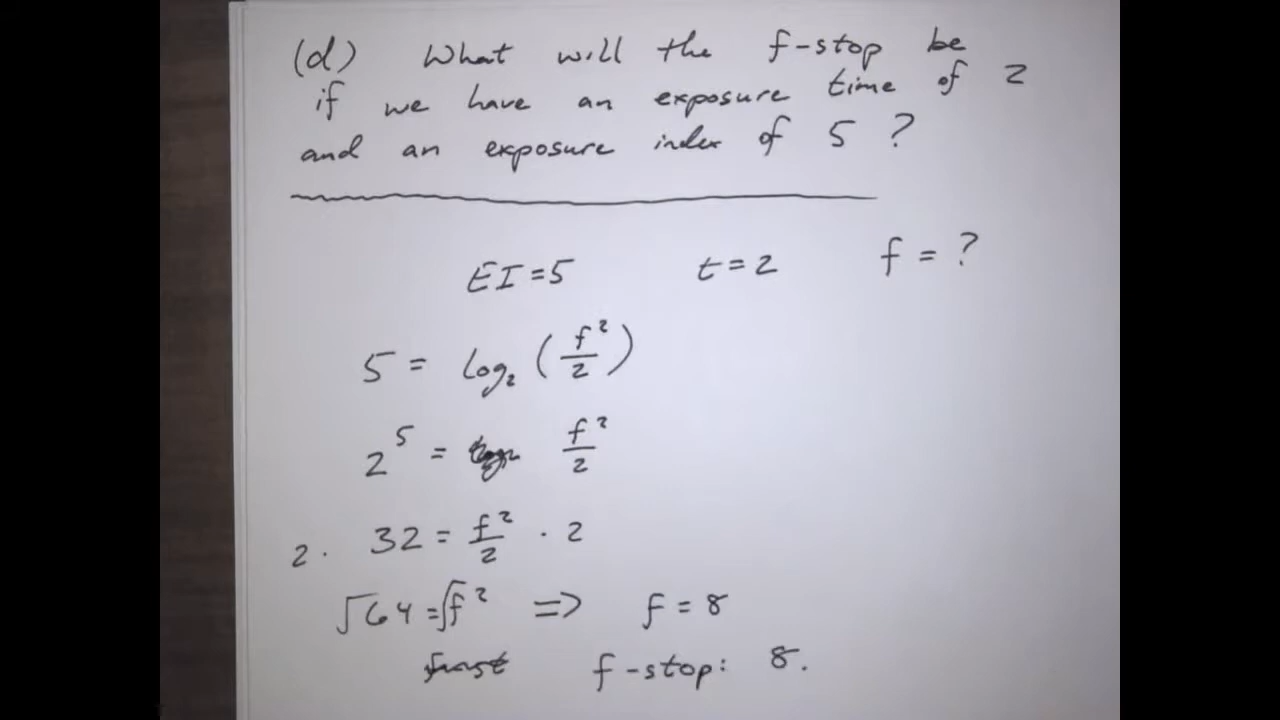 (d) What will the f-stop be
if we have an exposure time of 2
and an exposure index of 5 ?
EI = 5 t = 2 f = ?
5 = log₂ (f²/2)
2⁵ = f²/2
2 · 32 = f²/2 · 2
√64 = √f² => f = 8
f-stop: 8.